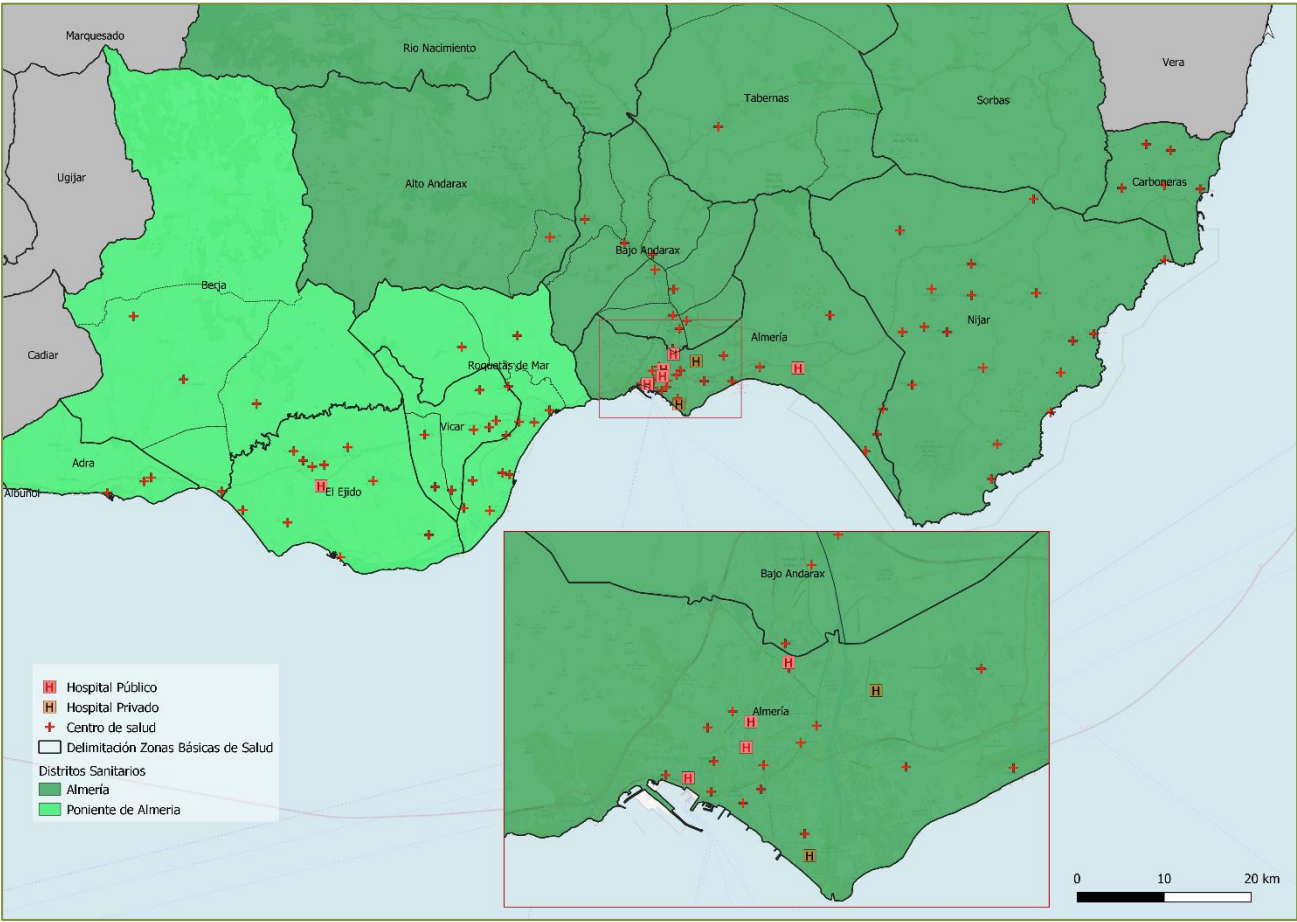 Marquesado
Rio Nacimiento
Vera
Tabernas
Sorbas
Ugijar
Alto Andarax
Carboneras
Bajo Andarax
Berja
Nijar
Almería
Cadiar
Roquetas de Mar
H
H
H
H
H
H
H
Vicar
Adra
Albuñol
H
El Ejido
Bajo Andarax
H
H
Almería
H
H
H
H
H Hospital Público
H Hospital Privado
Centro de salud
Delimitación Zonas Básicas de Salud
Distritos Sanitarios
Almería
Poniente de Almeria
0 10 20 km